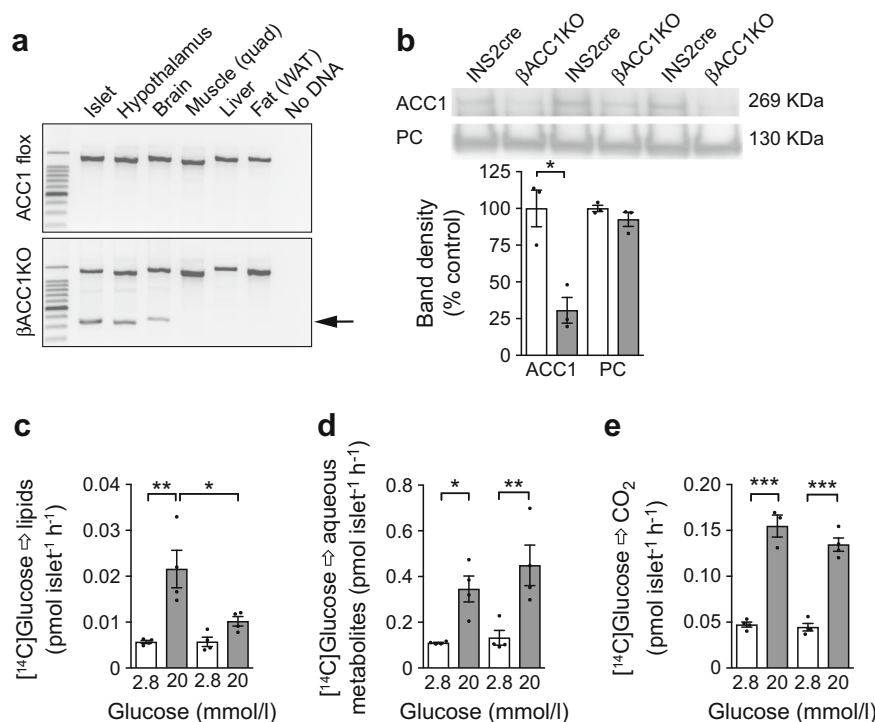 a
Islet
Hypothalamus
Brain
Muscle (quad)
Liver
Fat (WAT)
No DNA
ACC1 flox
βACC1KO
b
INS2cre
βACC1KO
INS2cre
βACC1KO
INS2cre
βACC1KO
ACC1
269 KDa
PC
130 KDa
*
125
100
75
50
25
0
Band density
(% control)
ACC1 PC
c
[¹⁴C]Glucose ⇨ lipids
(pmol islet⁻¹ h⁻¹)
0.04
0.03
0.02
0.01
0
** *
2.8 20 2.8 20
Glucose (mmol/l)
d
[¹⁴C]Glucose ⇨ aqueous
metabolites (pmol islet⁻¹ h⁻¹)
0.8
0.6
0.4
0.2
0
* **
2.8 20 2.8 20
Glucose (mmol/l)
e
[¹⁴C]Glucose ⇨ CO₂
(pmol islet⁻¹ h⁻¹)
0.20
0.15
0.10
0.05
0
*** ***
2.8 20 2.8 20
Glucose (mmol/l)